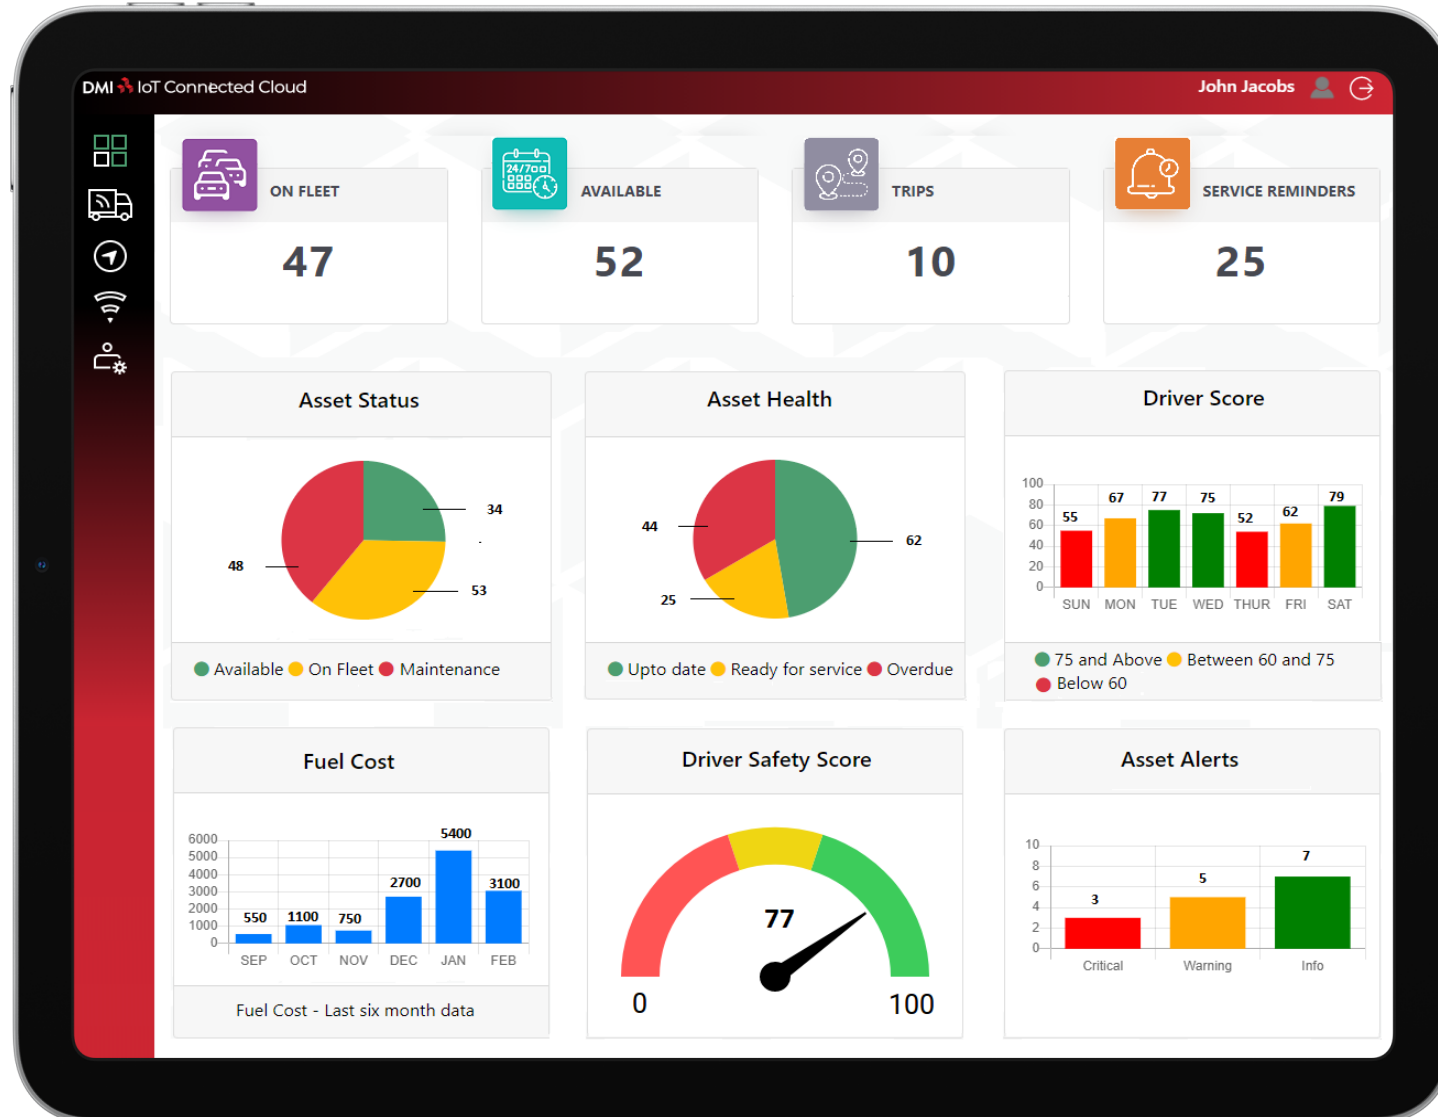 DMI IoT Connected Cloud
John Jacobs
ON FLEET
47
24/7
AVAILABLE
52
TRIPS
10
SERVICE REMINDERS
25
Asset Status
34
48
53
Available On Fleet Maintenance
Asset Health
44
62
25
Upto date Ready for service Overdue
Driver Score
100
80
60
40
20
0
55 67 77 75 52 62 79
SUN MON TUE WED THUR FRI SAT
75 and Above Between 60 and 75
Below 60
Fuel Cost
6000
5000
4000
3000
2000
1000
0
550 1100 750 2700 5400 3100
SEP OCT NOV DEC JAN FEB
Fuel Cost - Last six month data
Driver Safety Score
77
0 100
Asset Alerts
10
8
6
4
2
0
3 5 7
Critical Warning Info